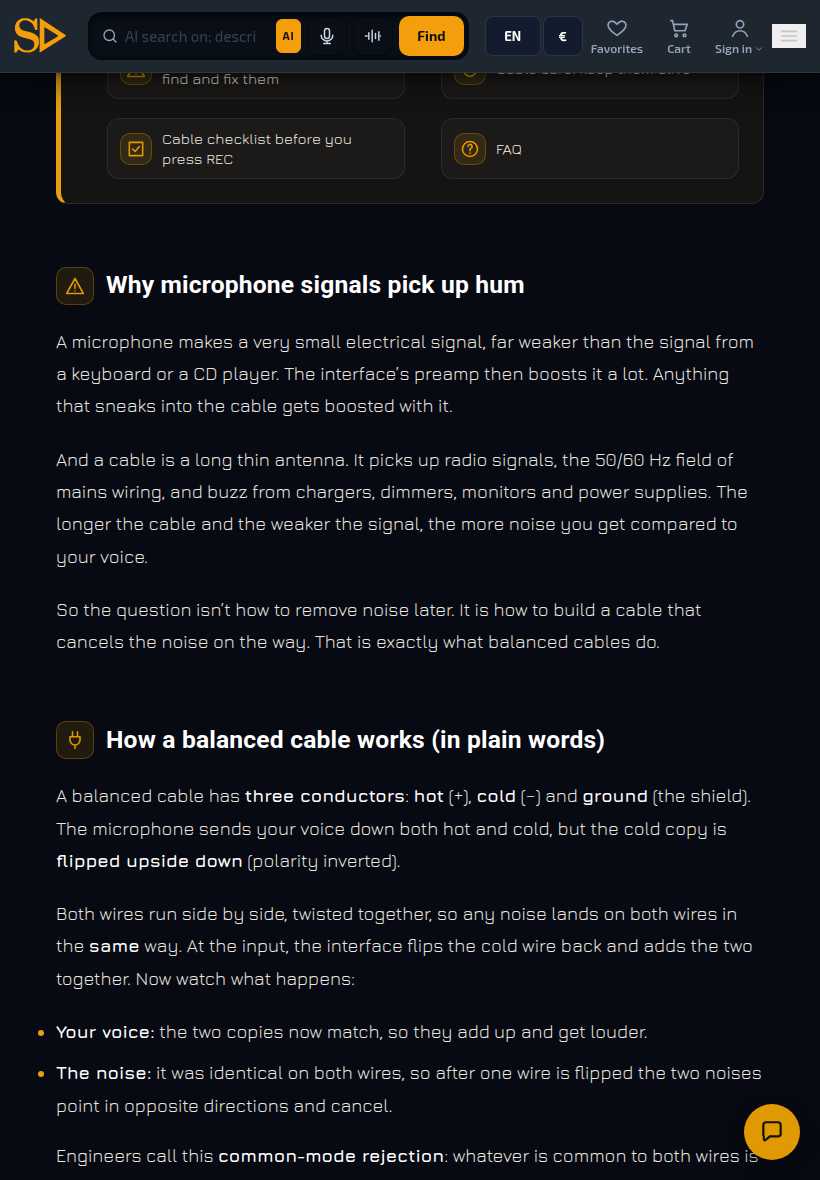 SD
AI search on: descri
AI
Find
EN
€
Favorites
Cart
Sign in
find and fix them
Cable checklist before you
press REC
FAQ
Why microphone signals pick up hum
A microphone makes a very small electrical signal, far weaker than the signal from
a keyboard or a CD player. The interface's preamp then boosts it a lot. Anything
that sneaks into the cable gets boosted with it.
And a cable is a long thin antenna. It picks up radio signals, the 50/60 Hz field of
mains wiring, and buzz from chargers, dimmers, monitors and power supplies. The
longer the cable and the weaker the signal, the more noise you get compared to
your voice.
So the question isn't how to remove noise later. It is how to build a cable that
cancels the noise on the way. That is exactly what balanced cables do.
How a balanced cable works (in plain words)
A balanced cable has three conductors: hot (+), cold (−) and ground (the shield).
The microphone sends your voice down both hot and cold, but the cold copy is
flipped upside down (polarity inverted).
Both wires run side by side, twisted together, so any noise lands on both wires in
the same way. At the input, the interface flips the cold wire back and adds the two
together. Now watch what happens:
Your voice: the two copies now match, so they add up and get louder.
The noise: it was identical on both wires, so after one wire is flipped the two noises
point in opposite directions and cancel.
Engineers call this common-mode rejection: whatever is common to both wires is